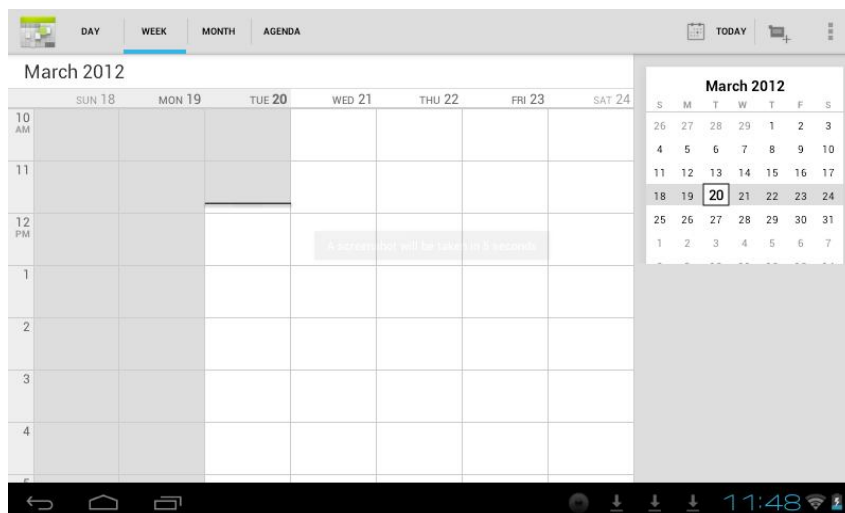 DAY WEEK MONTH AGENDA TODAY
March 2012
SUN 18 MON 19 TUE 20 WED 21 THU 22 FRI 23 SAT 24
10
AM
11
12
PM
A screenshot will be taken in 5 seconds
1
2
3
4
March 2012
S M T W T F S
26 27 28 29 1 2 3
4 5 6 7 8 9 10
11 12 13 14 15 16 17
18 19 20 21 22 23 24
25 26 27 28 29 30 31
1 2 3 4 5 6 7
11:48